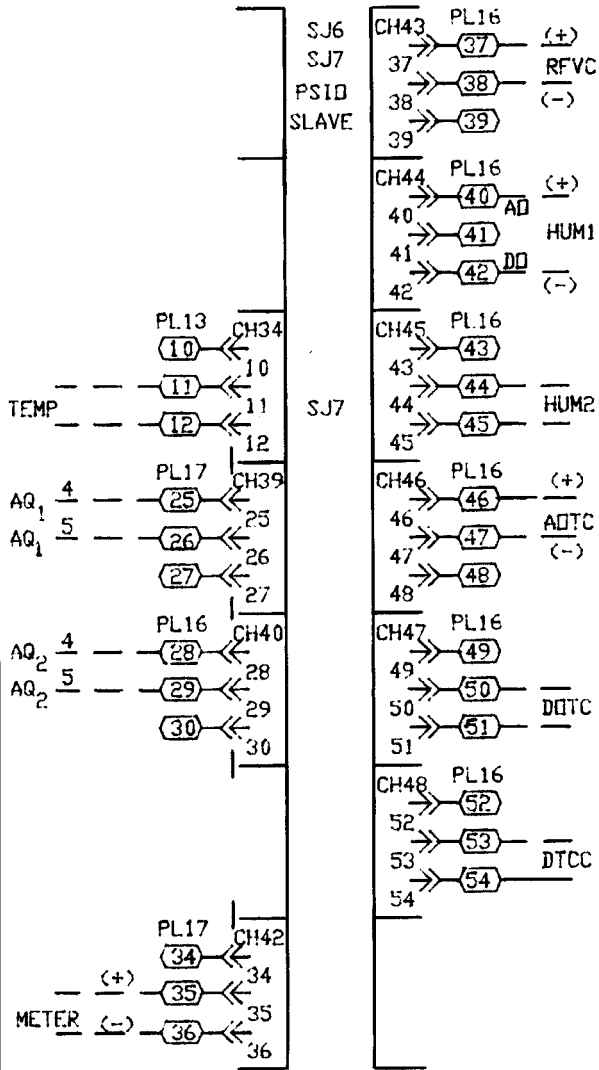 SJ6
SJ7
PSIO
SLAVE
CH43 PL16
37 (+)
37 RFVC
38
38 (-)
39
39
CH44 PL16
40 AO (+)
40
41 HUM1
41
42 DO (-)
42
PL13 CH34
10
10
11
TEMP 11
12
12
SJ7
CH45 PL16
43
43
44
44 HUM2
45
45
PL17 CH39
AQ1 4 25
25
AQ1 5 26
26
27
27
CH46 PL16
46 (+)
46 AOTC
47
47 (-)
48
48
PL16 CH40
AQ2 4 28
28
AQ2 5 29
29
30
30
CH47 PL16
49
49
50
50 DOTC
51
51
CH48 PL16
52
52
53
53 DTCC
54
54
PL17 CH42
34
34
(+) 35
METER 35
(-) 36
36